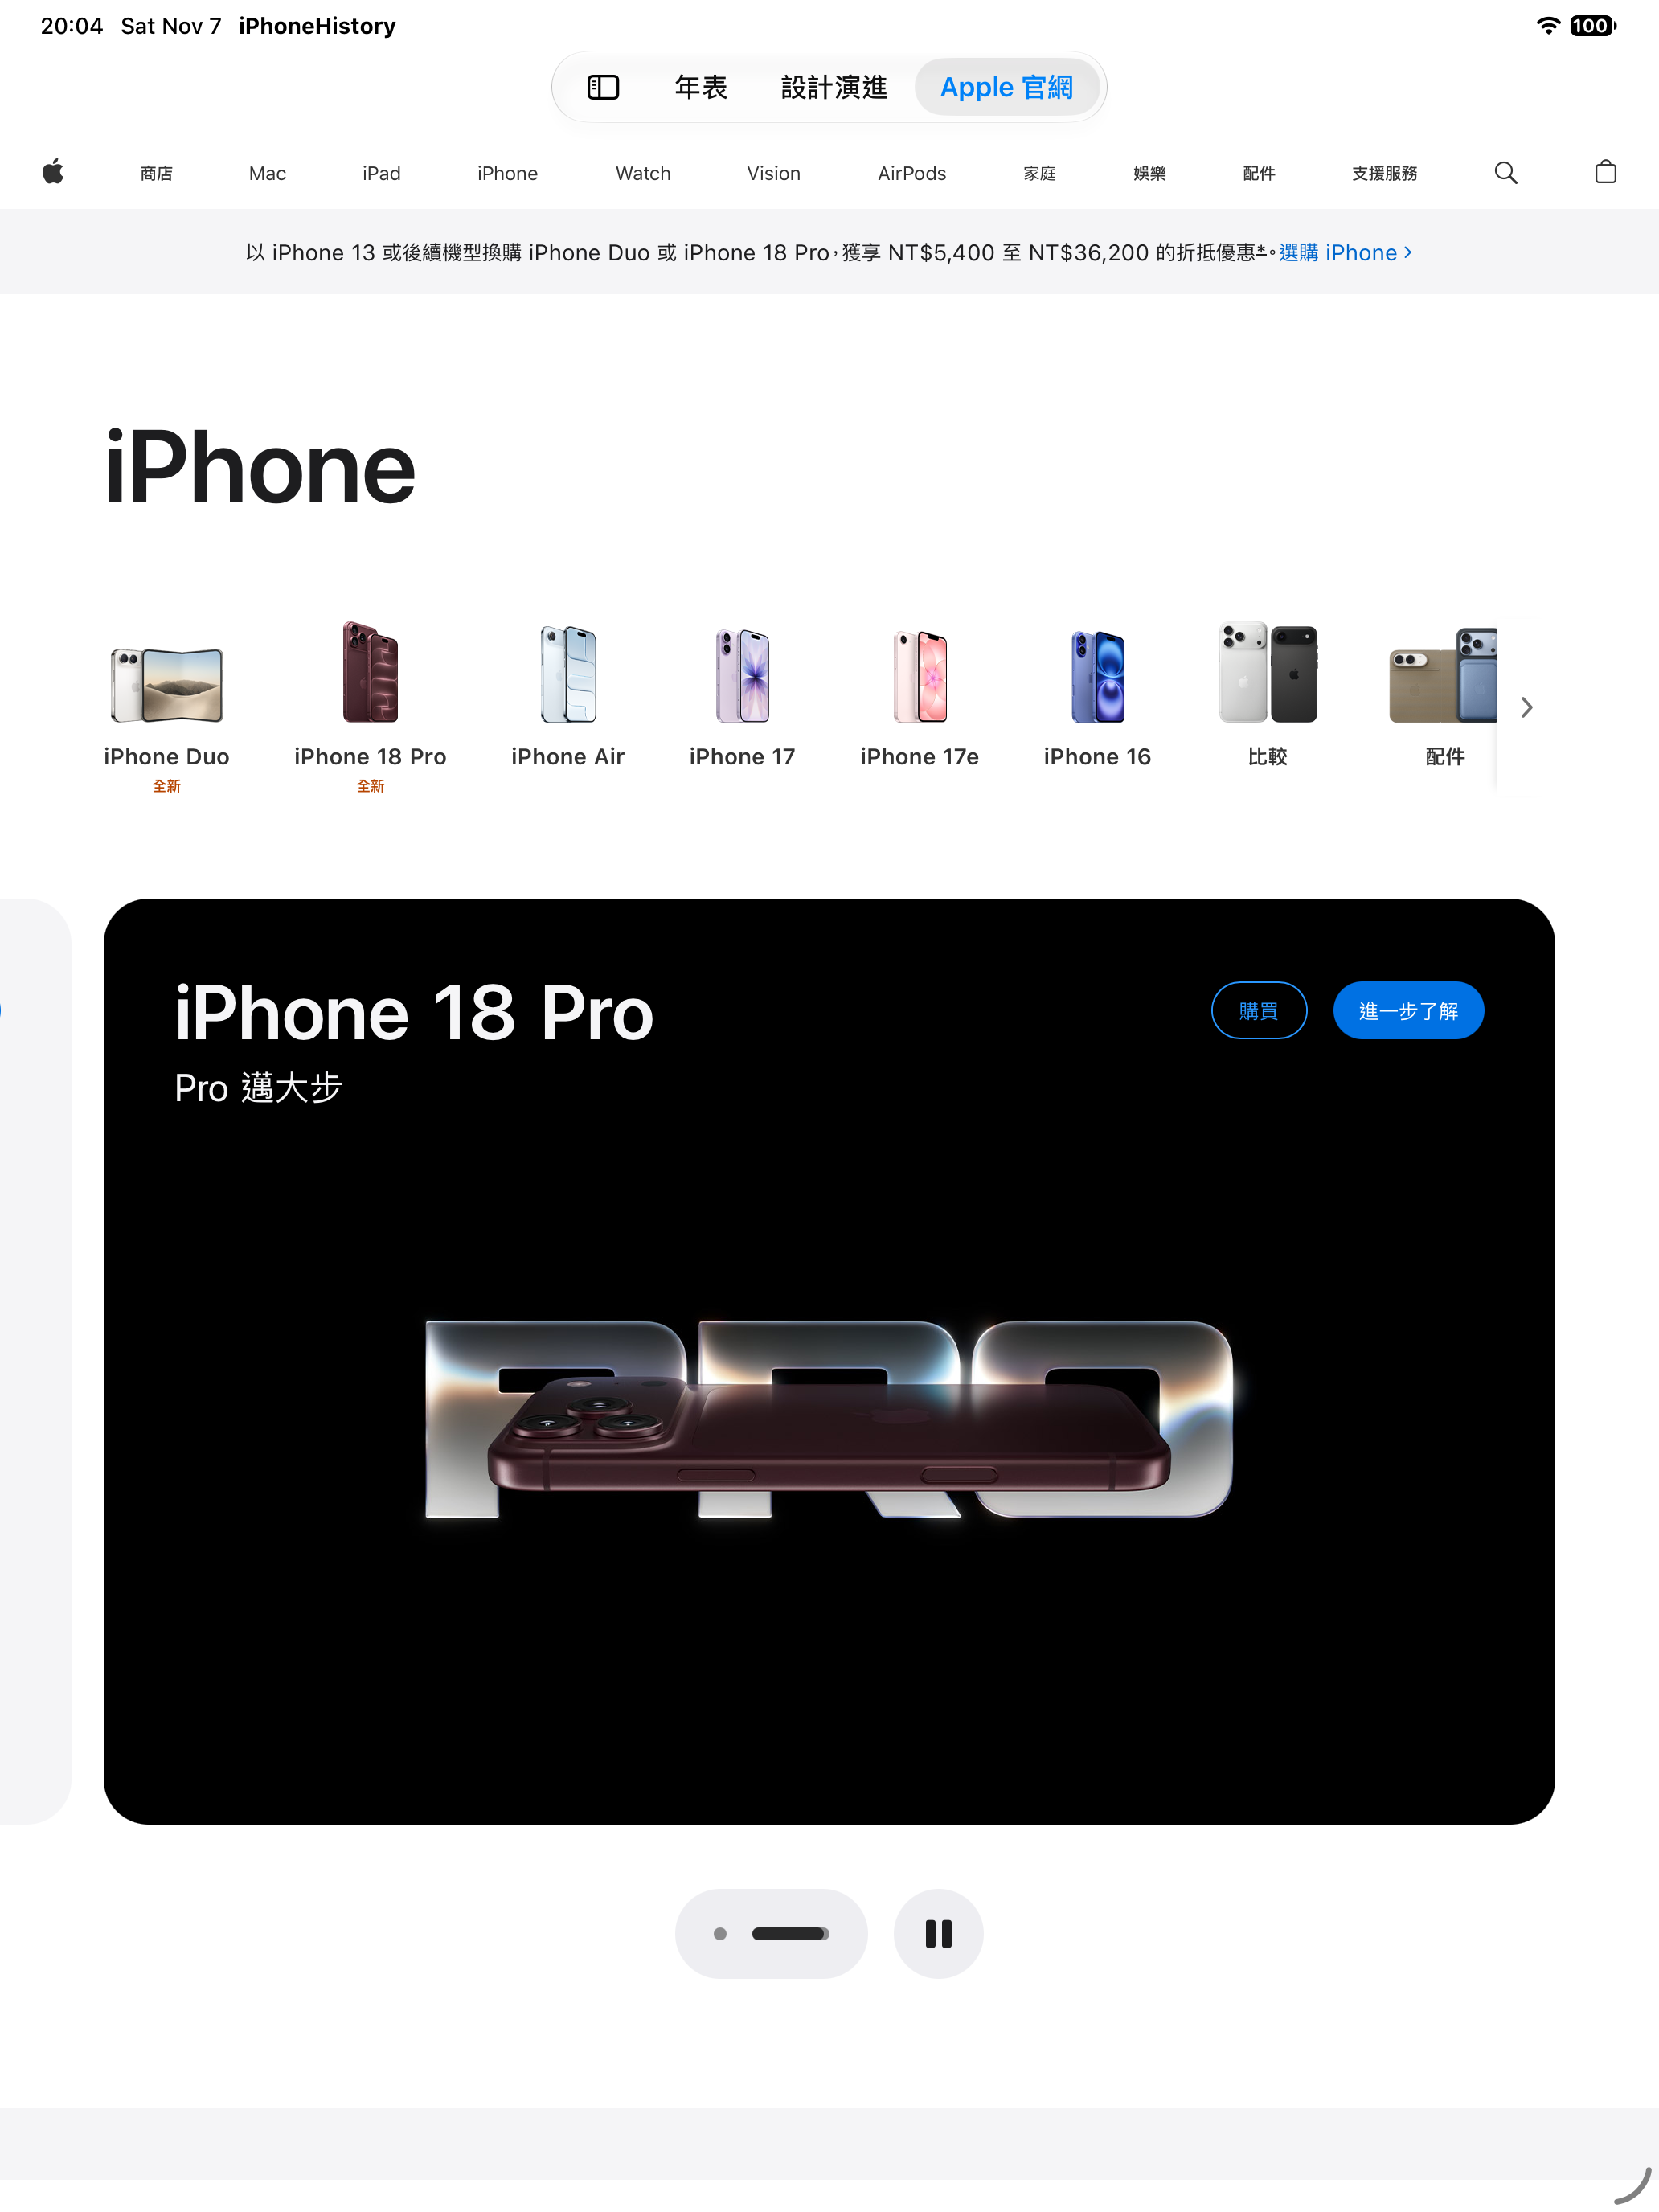 20:04 Sat Nov 7 iPhoneHistory
100
年表 設計演進 Apple 官網
商店 Mac iPad iPhone Watch Vision AirPods 家庭 娛樂 配件 支援服務
以 iPhone 13 或後續機型換購 iPhone Duo 或 iPhone 18 Pro，獲享 NT$5,400 至 NT$36,200 的折抵優惠*。選購 iPhone >
iPhone
iPhone Duo iPhone 18 Pro iPhone Air iPhone 17 iPhone 17e iPhone 16 比較 配件
全新 全新
iPhone 18 Pro
購買 進一步了解
Pro 邁大步
PRO